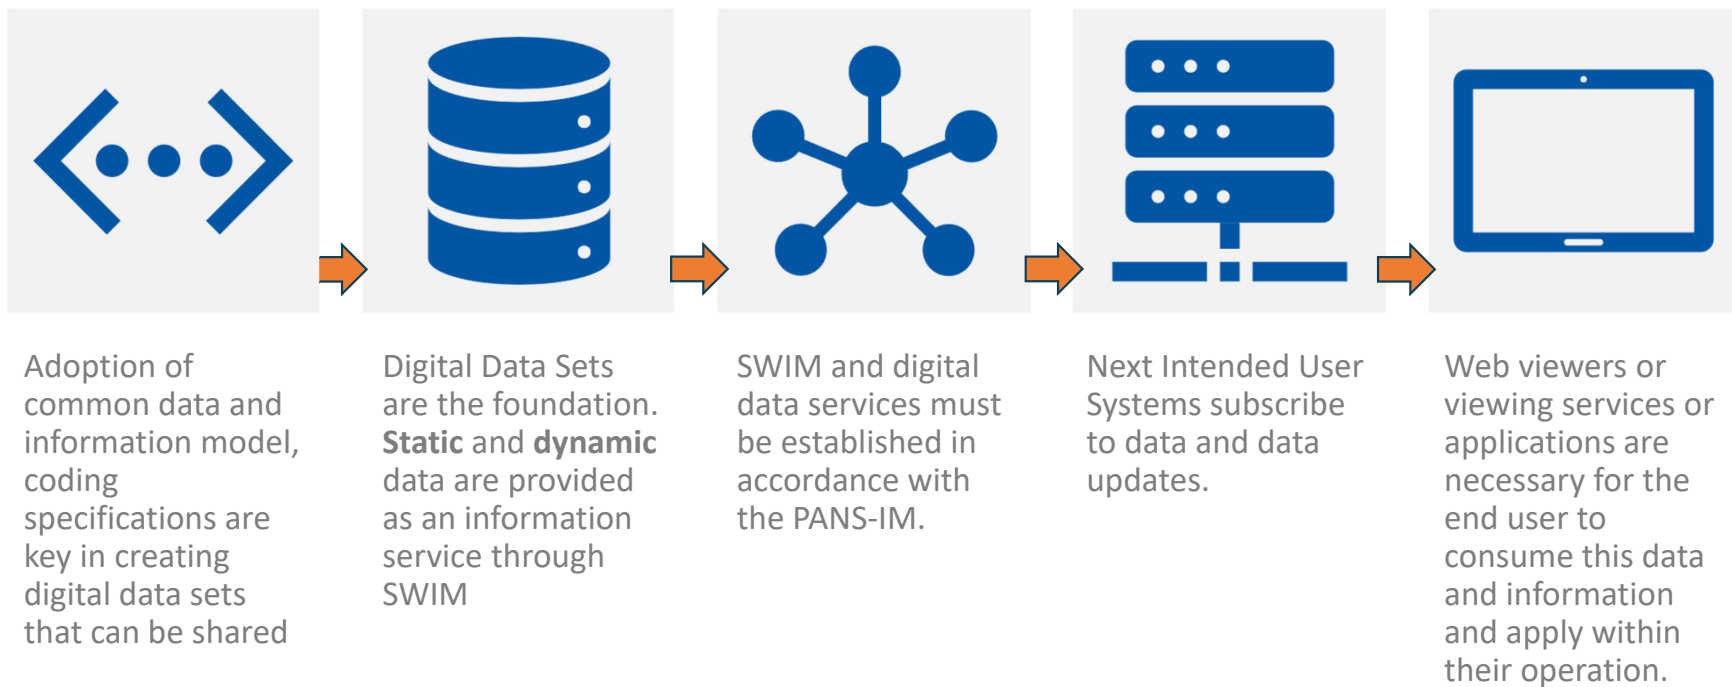 Adoption of
common data and
information model,
coding
specifications are
key in creating
digital data sets
that can be shared
Digital Data Sets
are the foundation.
Static and dynamic
data are provided
as an information
service through
SWIM
SWIM and digital
data services must
be established in
accordance with
the PANS-IM.
Next Intended User
Systems subscribe
to data and data
updates.
Web viewers or
viewing services or
applications are
necessary for the
end user to
consume this data
and information
and apply within
their operation.